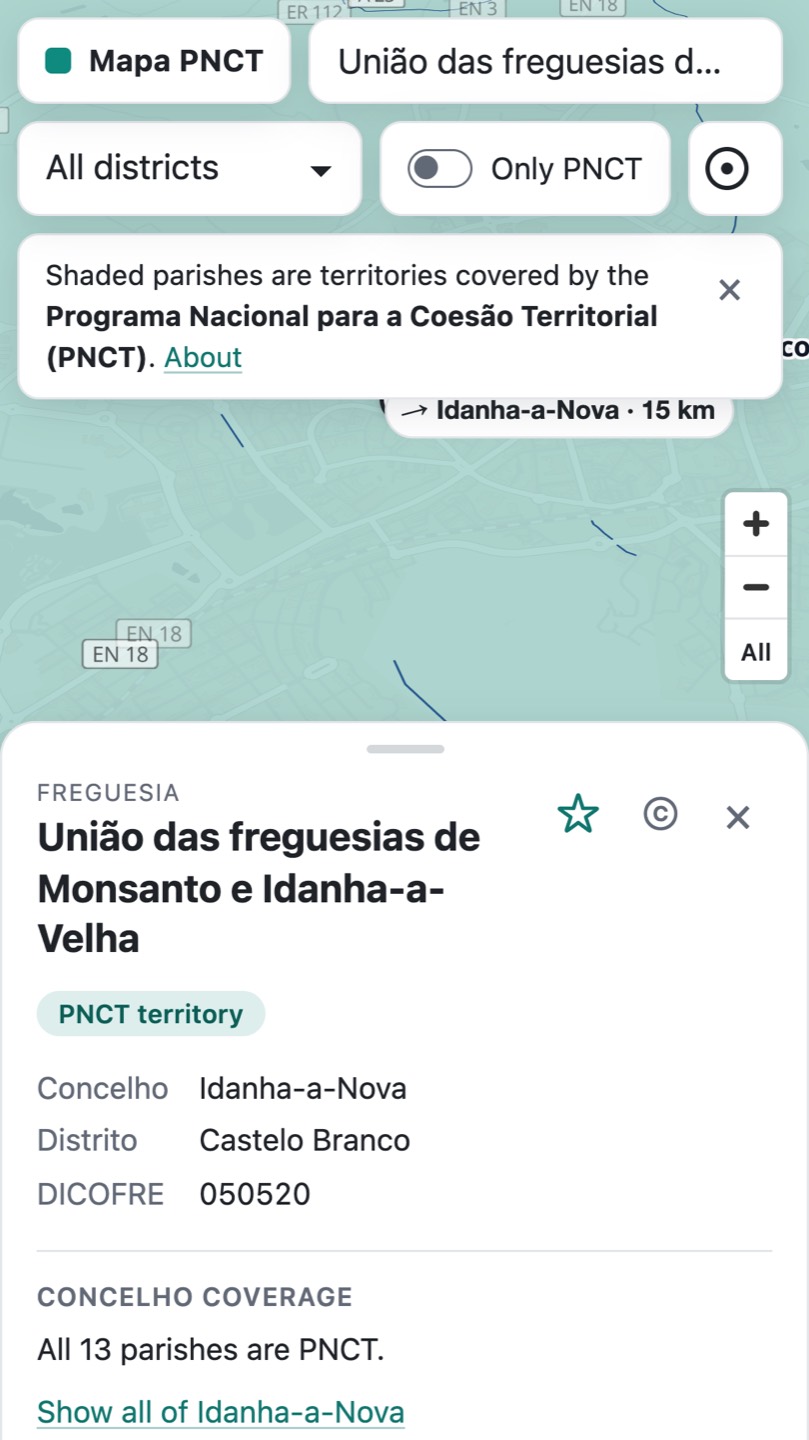 ER 112
EN 3
EN 18
Mapa PNCT
União das freguesias d...
All districts
Only PNCT
Shaded parishes are territories covered by the
Programa Nacional para a Coesão Territorial
(PNCT). About
co
→ Idanha-a-Nova · 15 km
+
−
All
EN 18
EN 18
FREGUESIA
União das freguesias de
Monsanto e Idanha-a-
Velha
PNCT territory
Concelho Idanha-a-Nova
Distrito Castelo Branco
DICOFRE 050520
CONCELHO COVERAGE
All 13 parishes are PNCT.
Show all of Idanha-a-Nova